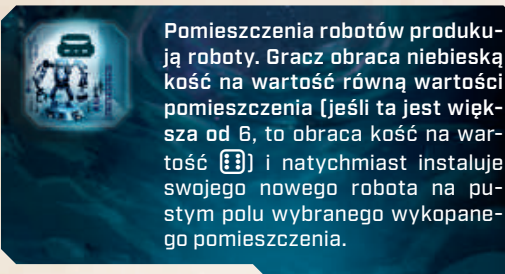 Pomieszczenia robotów produku-
ją roboty. Gracz obraca niebieską
kość na wartość równą wartości
pomieszczenia (jeśli ta jest więk-
sza od 6, to obraca kość na war-
tość ⚅) i natychmiast instaluje
swojego nowego robota na pu-
stym polu wybranego wykopane-
go pomieszczenia.